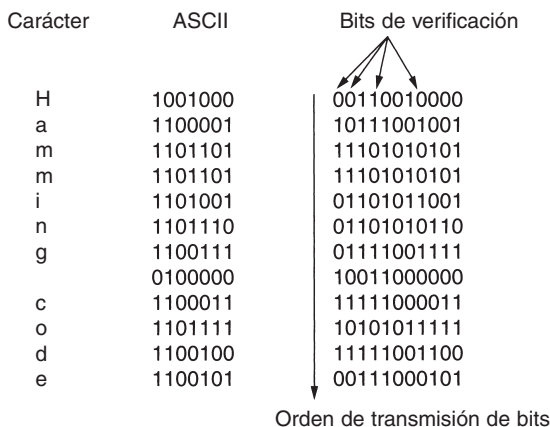 Carácter ASCII Bits de verificación
H 1001000 00110010000
a 1100001 10111001001
m 1101101 11101010101
m 1101101 11101010101
i 1101001 01101011001
n 1101110 01101010110
g 1100111 01111001111
0100000 10011000000
c 1100011 11111000011
o 1101111 10101011111
d 1100100 11111001100
e 1100101 00111000101
Orden de transmisión de bits